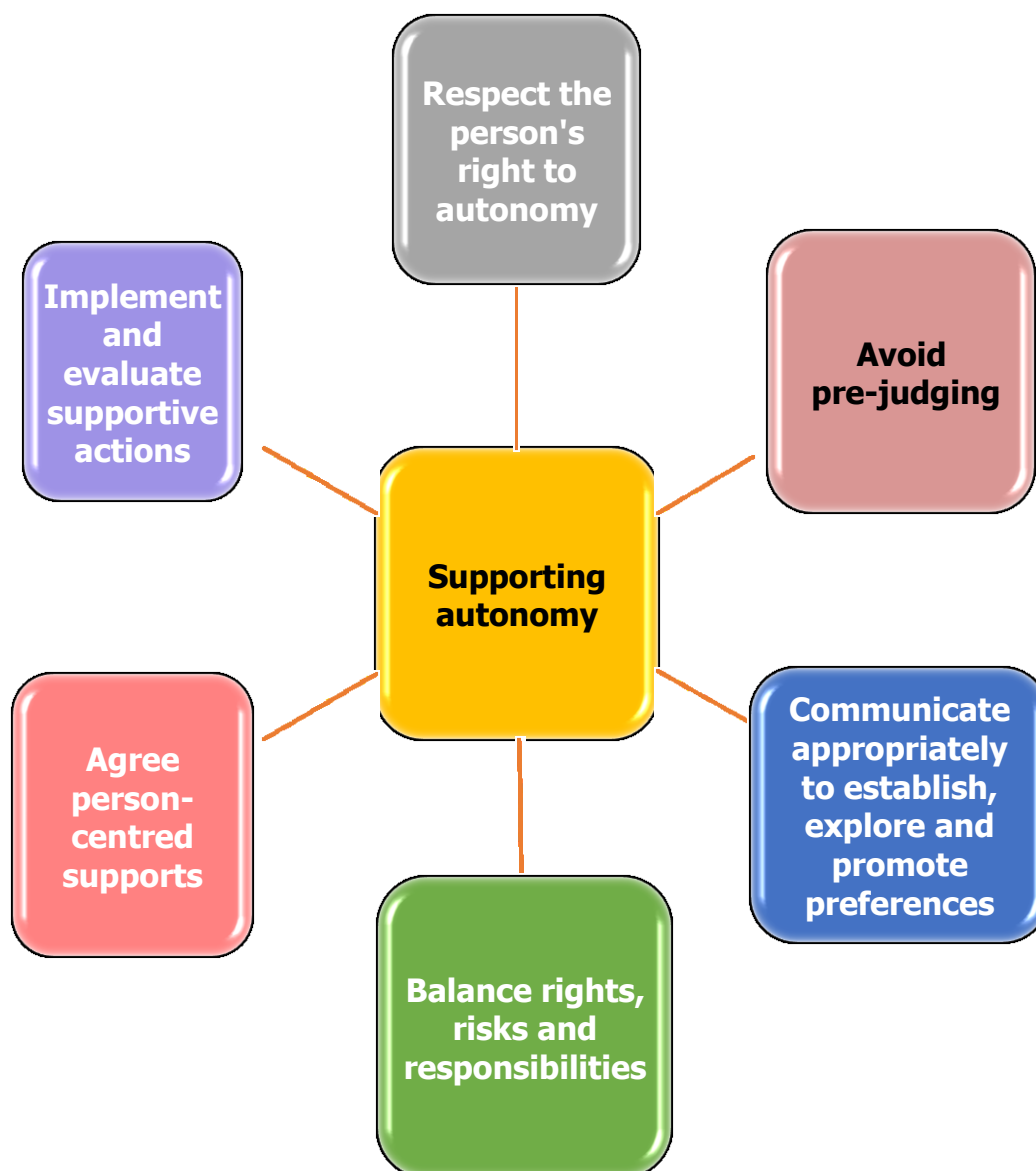 Respect the
person's
right to
autonomy
Avoid
pre-judging
Communicate
appropriately
to establish,
explore and
promote
preferences
Balance rights,
risks and
responsibilities
Agree
person-
centred
supports
Implement
and
evaluate
supportive
actions
Supporting
autonomy